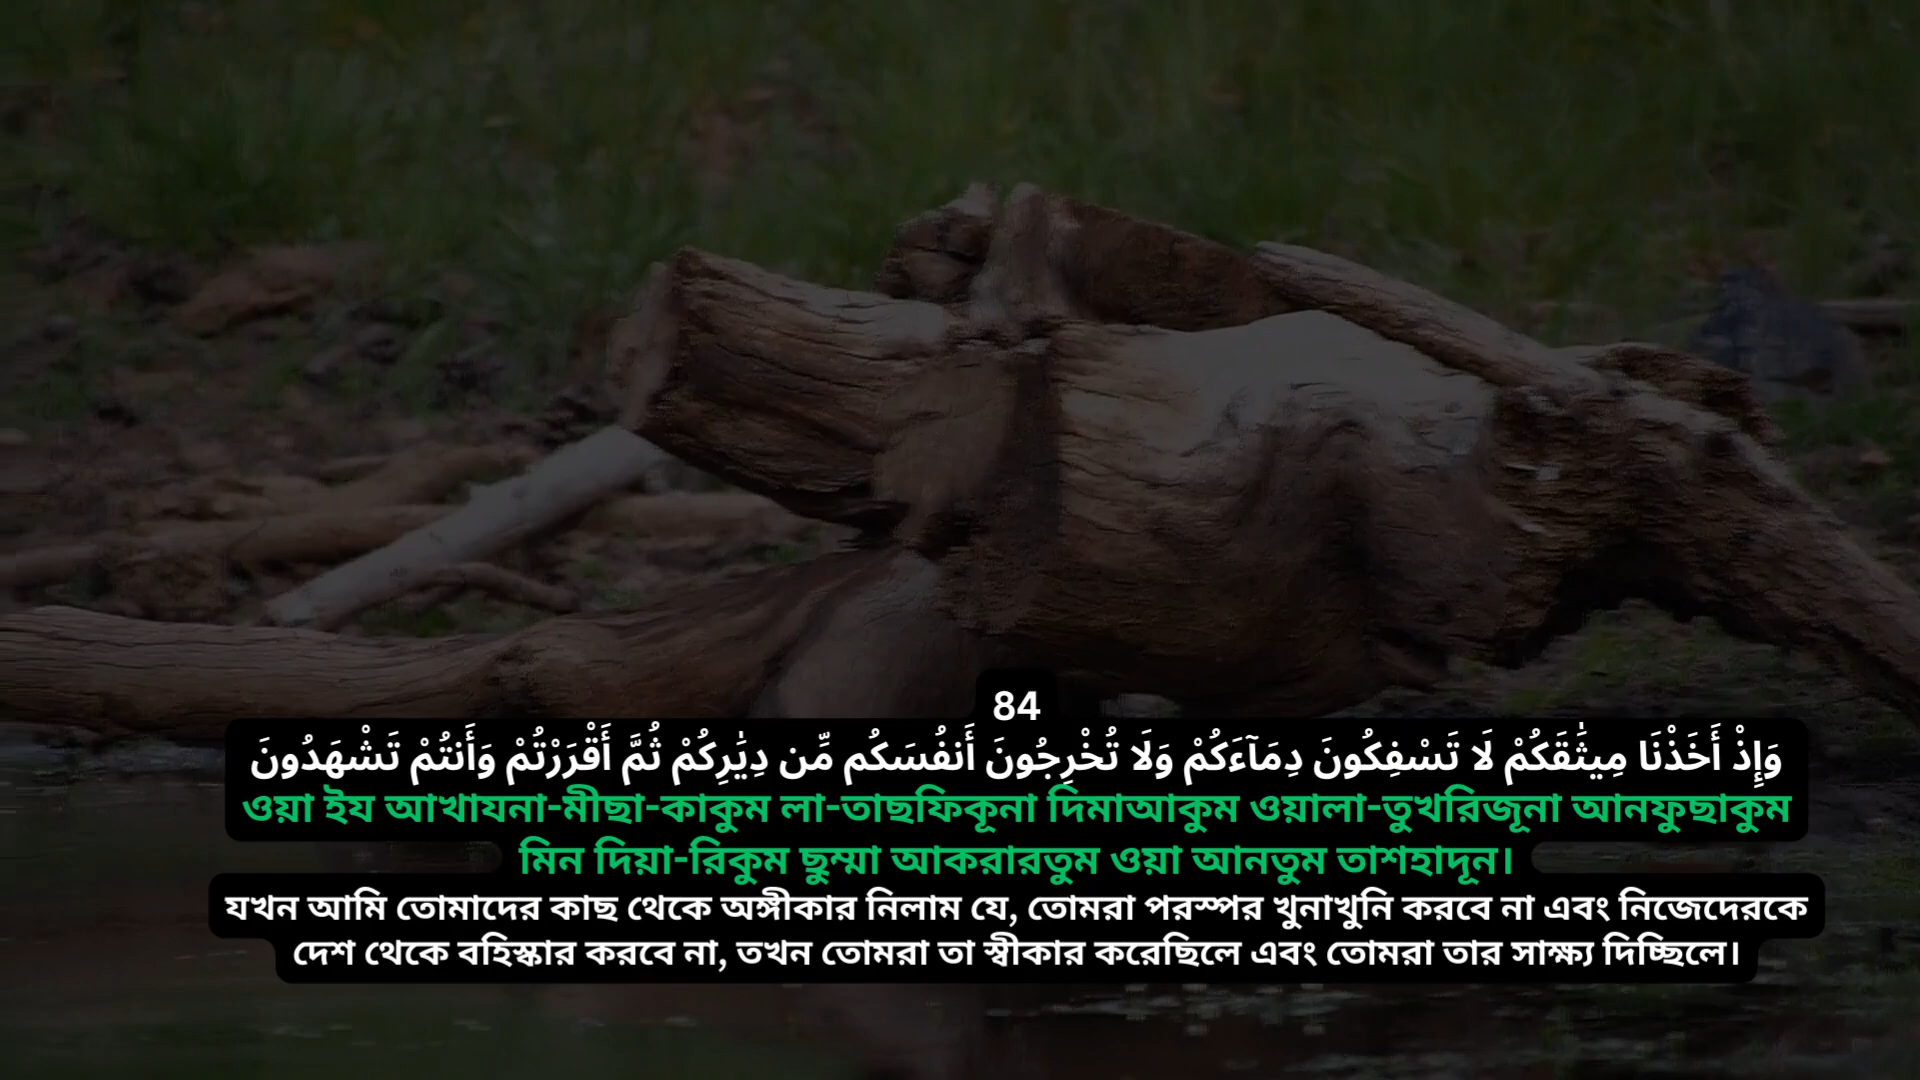 84
وَإِذْ أَخَذْنَا مِيثَٰقَكُمْ لَا تَسْفِكُونَ دِمَآءَكُمْ وَلَا تُخْرِجُونَ أَنفُسَكُم مِّن دِيَٰرِكُمْ ثُمَّ أَقْرَرْتُمْ وَأَنتُمْ تَشْهَدُونَ
ওয়া ইয আখাযনা-মীছা-কাকুম লা-তাছফিকূনা দিমাআকুম ওয়ালা-তুখরিজূনা আনফুছাকুম
মিন দিয়া-রিকুম ছুম্মা আকরারতুম ওয়া আনতুম তাশহাদূন।
যখন আমি তোমাদের কাছ থেকে অঙ্গীকার নিলাম যে, তোমরা পরস্পর খুনাখুনি করবে না এবং নিজেদেরকে
দেশ থেকে বহিস্কার করবে না, তখন তোমরা তা স্বীকার করেছিলে এবং তোমরা তার সাক্ষ্য দিচ্ছিলে।